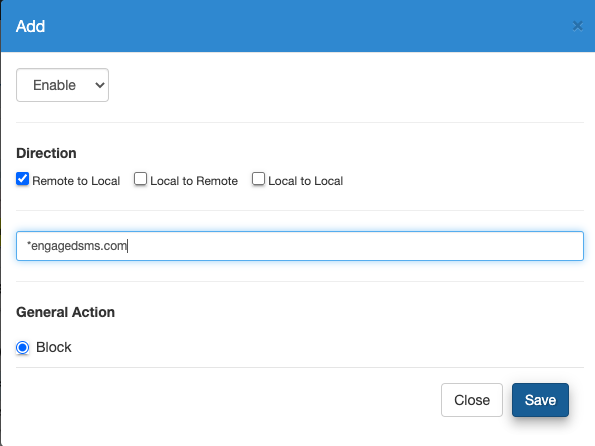 Add ×
Enable
Direction
Remote to Local Local to Remote Local to Local
*engagedsms.com
General Action
Block
Close Save